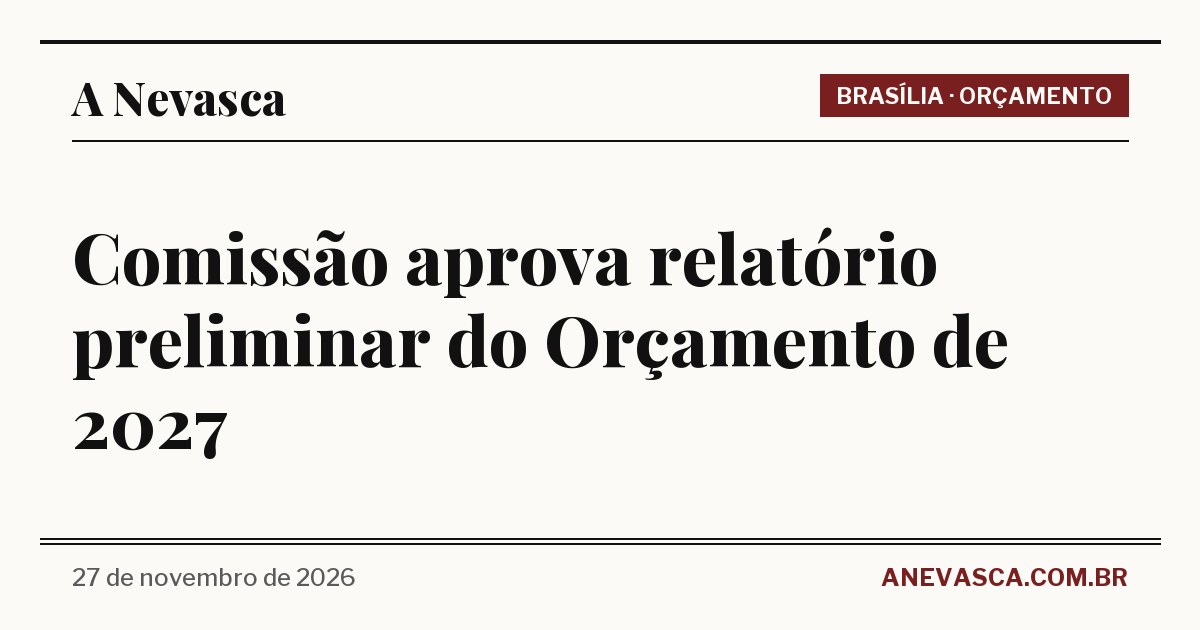 A Nevasca
BRASÍLIA · ORÇAMENTO
Comissão aprova relatório
preliminar do Orçamento de
2027
27 de novembro de 2026
ANEVASCA.COM.BR